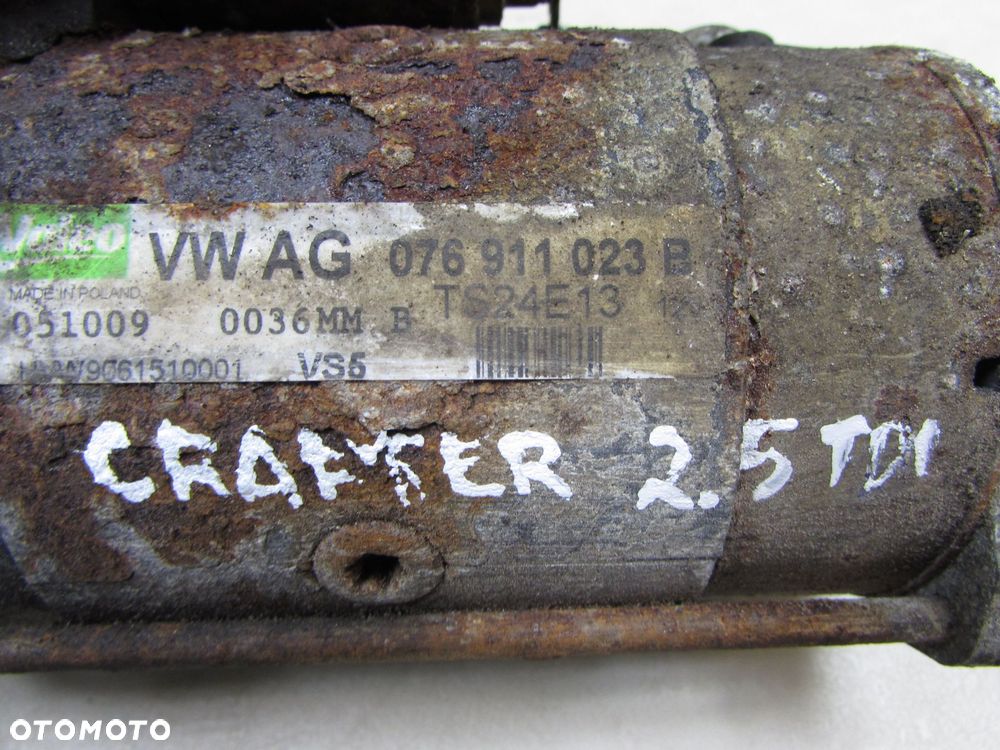 Valeo VW AG 076 911 023 B
MADE IN POLAND TS24E13 12V
051009 0036MM B
VS5
CRAFTER 2.5 TDI
OTOMOTO